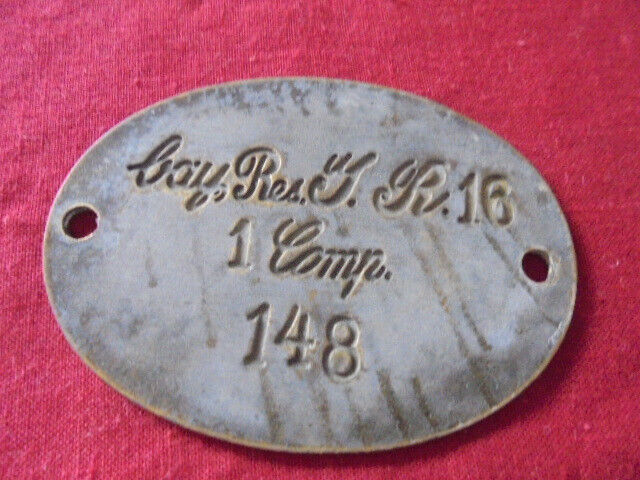 Bay. Res. "J. R. 16
1 Comp.
148